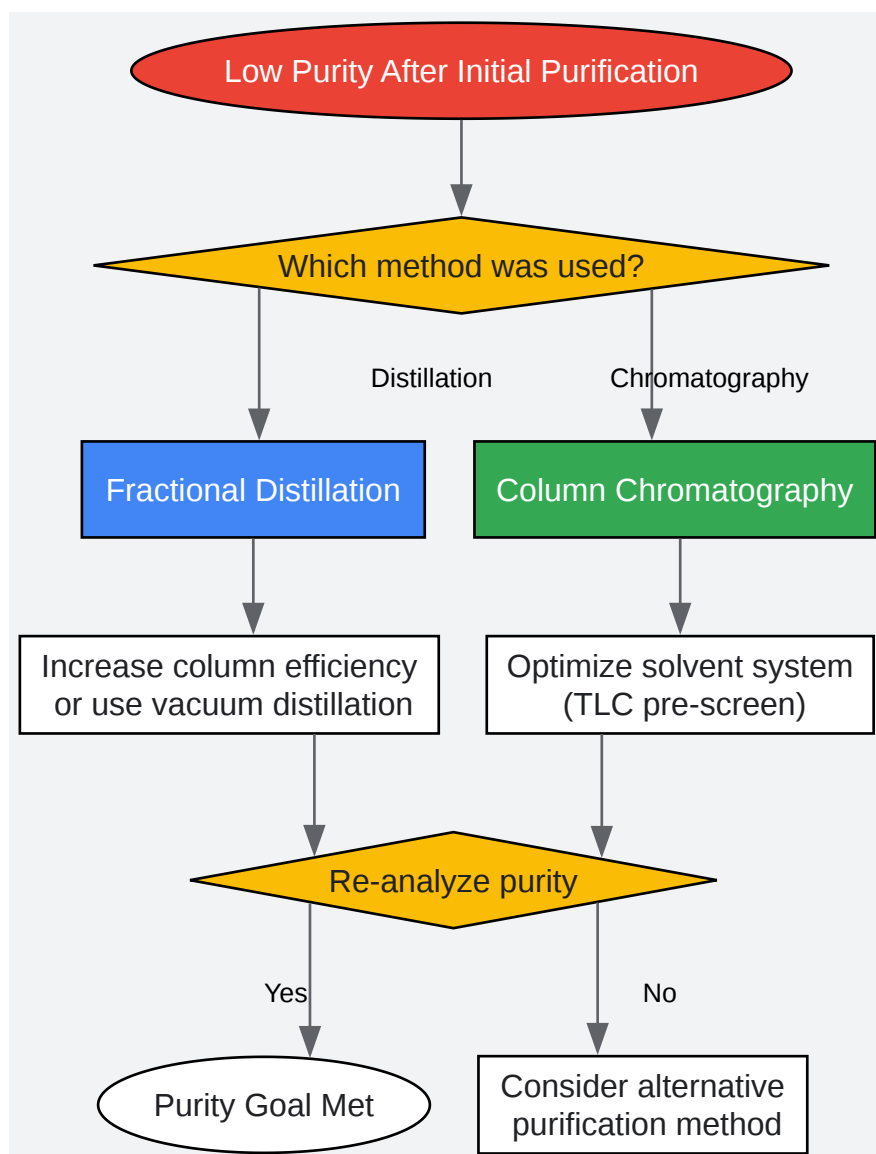 Low Purity After Initial Purification
Which method was used?
Distillation
Chromatography
Fractional Distillation
Column Chromatography
Increase column efficiency
or use vacuum distillation
Optimize solvent system
(TLC pre-screen)
Re-analyze purity
Yes
No
Purity Goal Met
Consider alternative
purification method